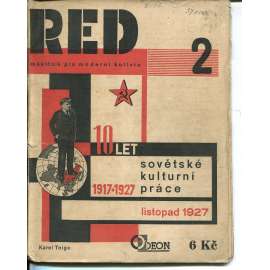 RED
měsíčník pro moderní kulturu
2
10 LET
sovětské
kulturní
1917-1927
práce
listopad 1927
Karel Teige
ODEON
6 Kč